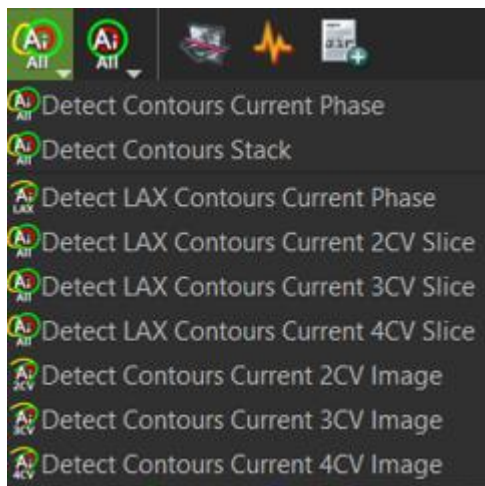 Ai All Ai All
Detect Contours Current Phase
Detect Contours Stack
Detect LAX Contours Current Phase
Detect LAX Contours Current 2CV Slice
Detect LAX Contours Current 3CV Slice
Detect LAX Contours Current 4CV Slice
Detect Contours Current 2CV Image
Detect Contours Current 3CV Image
Detect Contours Current 4CV Image